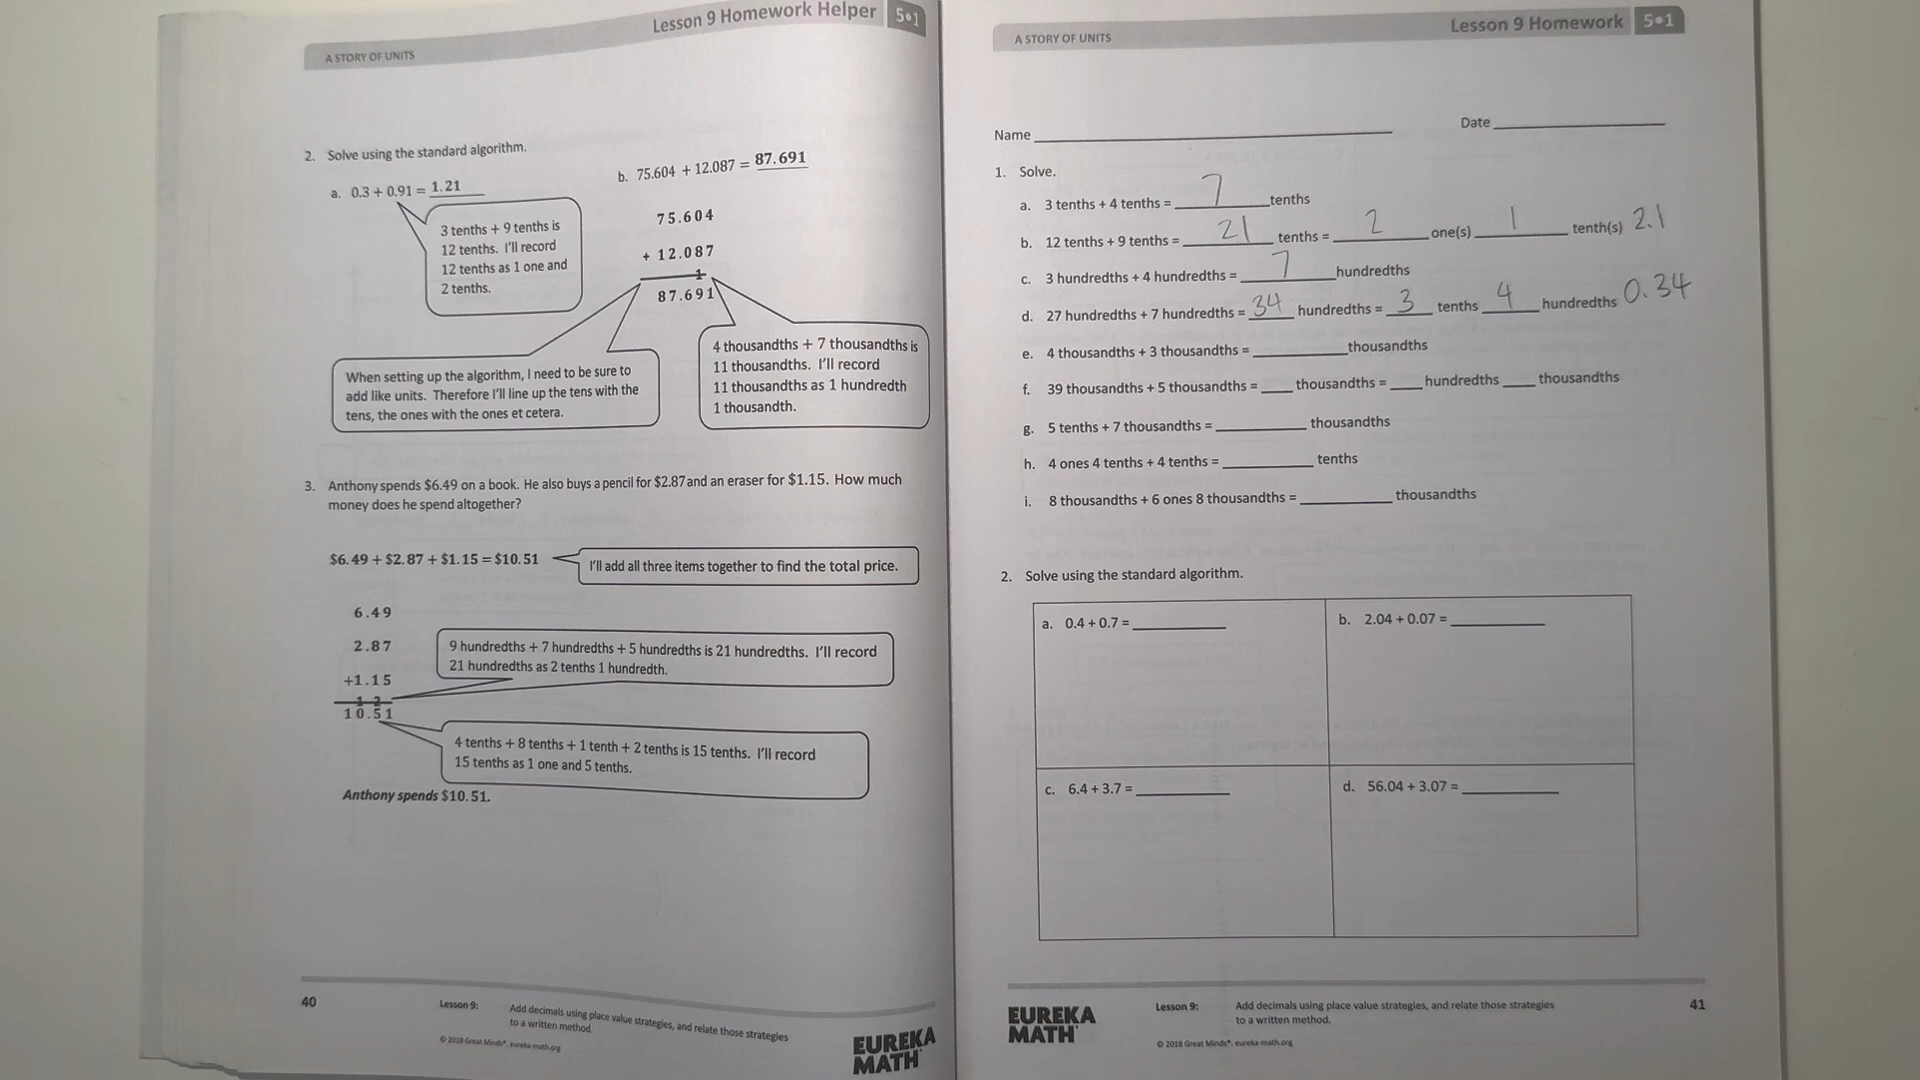 Lesson 9 Homework Helper 5•1
A STORY OF UNITS
2. Solve using the standard algorithm.
a. 0.3 + 0.91 = 1.21
b. 75.604 + 12.087 = 87.691
3 tenths + 9 tenths is
12 tenths. I'll record
12 tenths as 1 one and
2 tenths.
75.604
+ 12.087
1
87.691
When setting up the algorithm, I need to be sure to
add like units. Therefore I'll line up the tens with the
tens, the ones with the ones et cetera.
4 thousandths + 7 thousandths is
11 thousandths. I'll record
11 thousandths as 1 hundredth
1 thousandth.
3. Anthony spends $6.49 on a book. He also buys a pencil for $2.87 and an eraser for $1.15. How much
money does he spend altogether?
$6.49 + $2.87 + $1.15 = $10.51
I'll add all three items together to find the total price.
6.49
2.87
+1.15
1 2
10.51
9 hundredths + 7 hundredths + 5 hundredths is 21 hundredths. I'll record
21 hundredths as 2 tenths 1 hundredth.
4 tenths + 8 tenths + 1 tenth + 2 tenths is 15 tenths. I'll record
15 tenths as 1 one and 5 tenths.
Anthony spends $10.51.
40
Lesson 9: Add decimals using place value strategies, and relate those strategies
to a written method.
© 2018 Great Minds®. eureka-math.org
EUREKA
MATH
A STORY OF UNITS
Lesson 9 Homework 5•1
Name Date
1. Solve.
a. 3 tenths + 4 tenths = 7 tenths
b. 12 tenths + 9 tenths = 21 tenths = 2 one(s) 1 tenth(s) 2.1
c. 3 hundredths + 4 hundredths = 7 hundredths
d. 27 hundredths + 7 hundredths = 34 hundredths = 3 tenths 4 hundredths 0.34
e. 4 thousandths + 3 thousandths = thousandths
f. 39 thousandths + 5 thousandths = thousandths = hundredths thousandths
g. 5 tenths + 7 thousandths = thousandths
h. 4 ones 4 tenths + 4 tenths = tenths
i. 8 thousandths + 6 ones 8 thousandths = thousandths
2. Solve using the standard algorithm.
a. 0.4 + 0.7 =
b. 2.04 + 0.07 =
c. 6.4 + 3.7 =
d. 56.04 + 3.07 =
EUREKA
MATH
Lesson 9: Add decimals using place value strategies, and relate those strategies
to a written method.
© 2018 Great Minds®. eureka-math.org
41